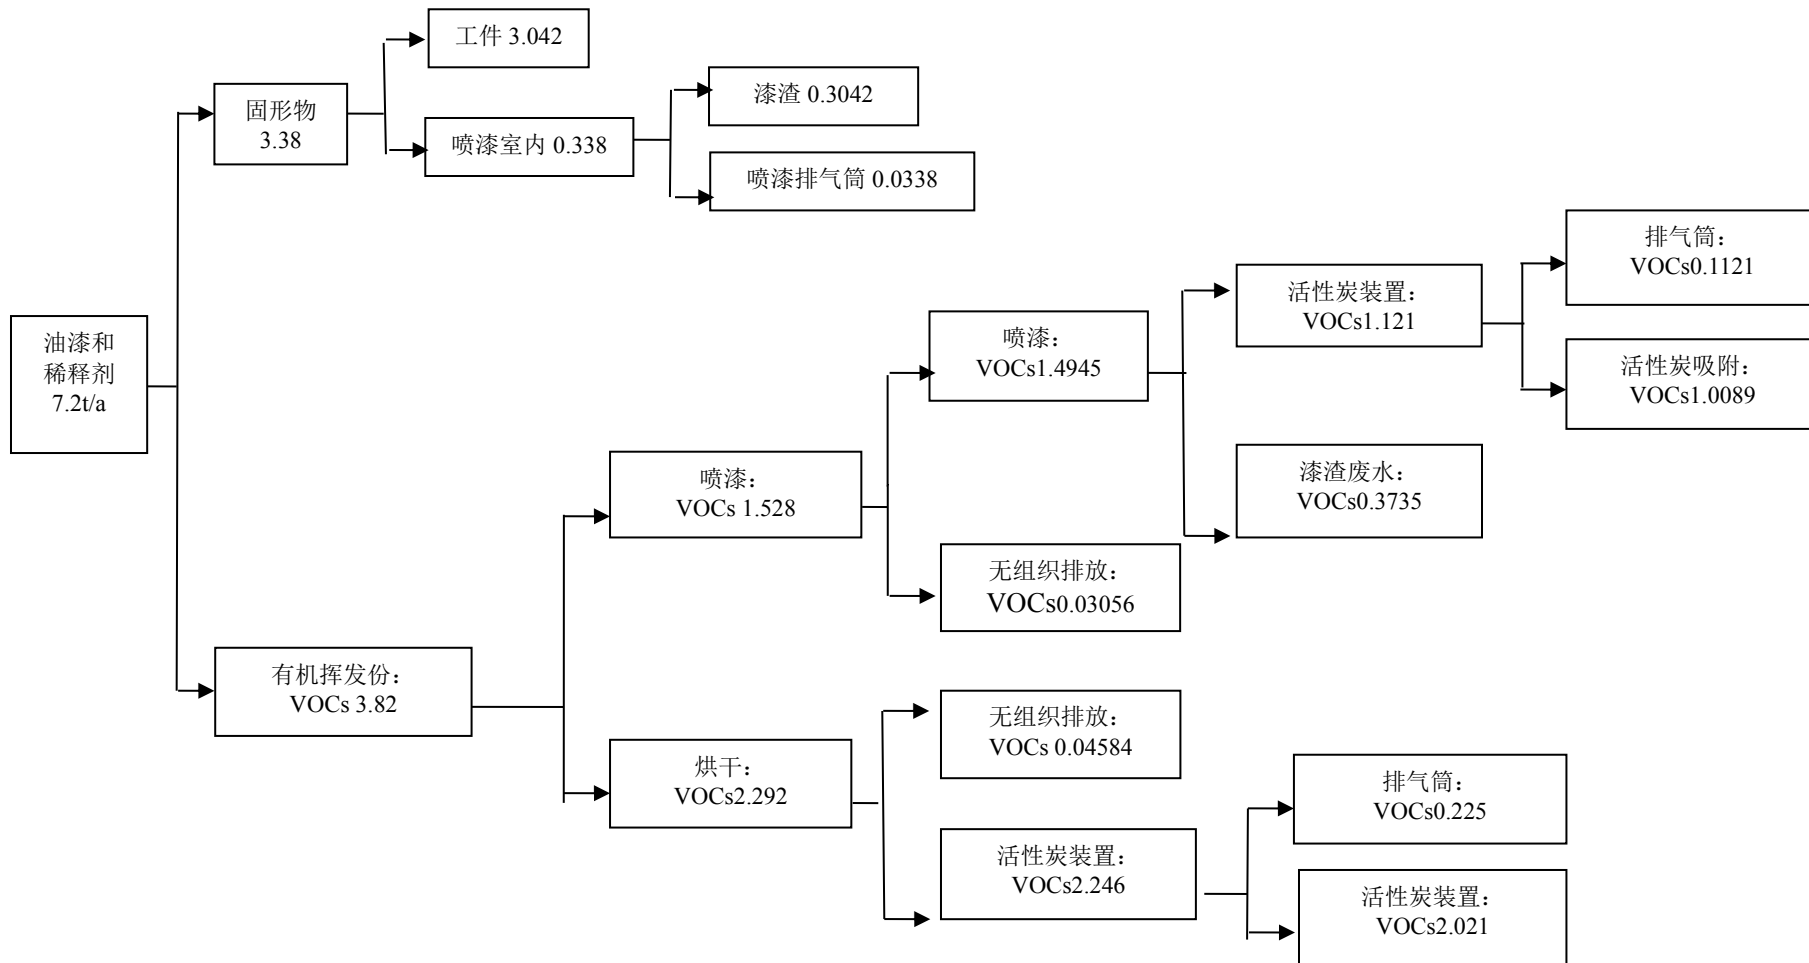 工件 3.042
固形物
3.38
漆渣 0.3042
喷漆室内 0.338
喷漆排气筒 0.0338
排气筒：
VOCs0.1121
活性炭装置：
VOCs1.121
油漆和
稀释剂
7.2t/a
喷漆：
VOCs1.4945
活性炭吸附：
VOCs1.0089
喷漆：
VOCs 1.528
漆渣废水：
VOCs0.3735
无组织排放：
VOCs0.03056
有机挥发份：
VOCs 3.82
无组织排放：
VOCs 0.04584
烘干：
VOCs2.292
排气筒：
VOCs0.225
活性炭装置：
VOCs2.246
活性炭装置：
VOCs2.021